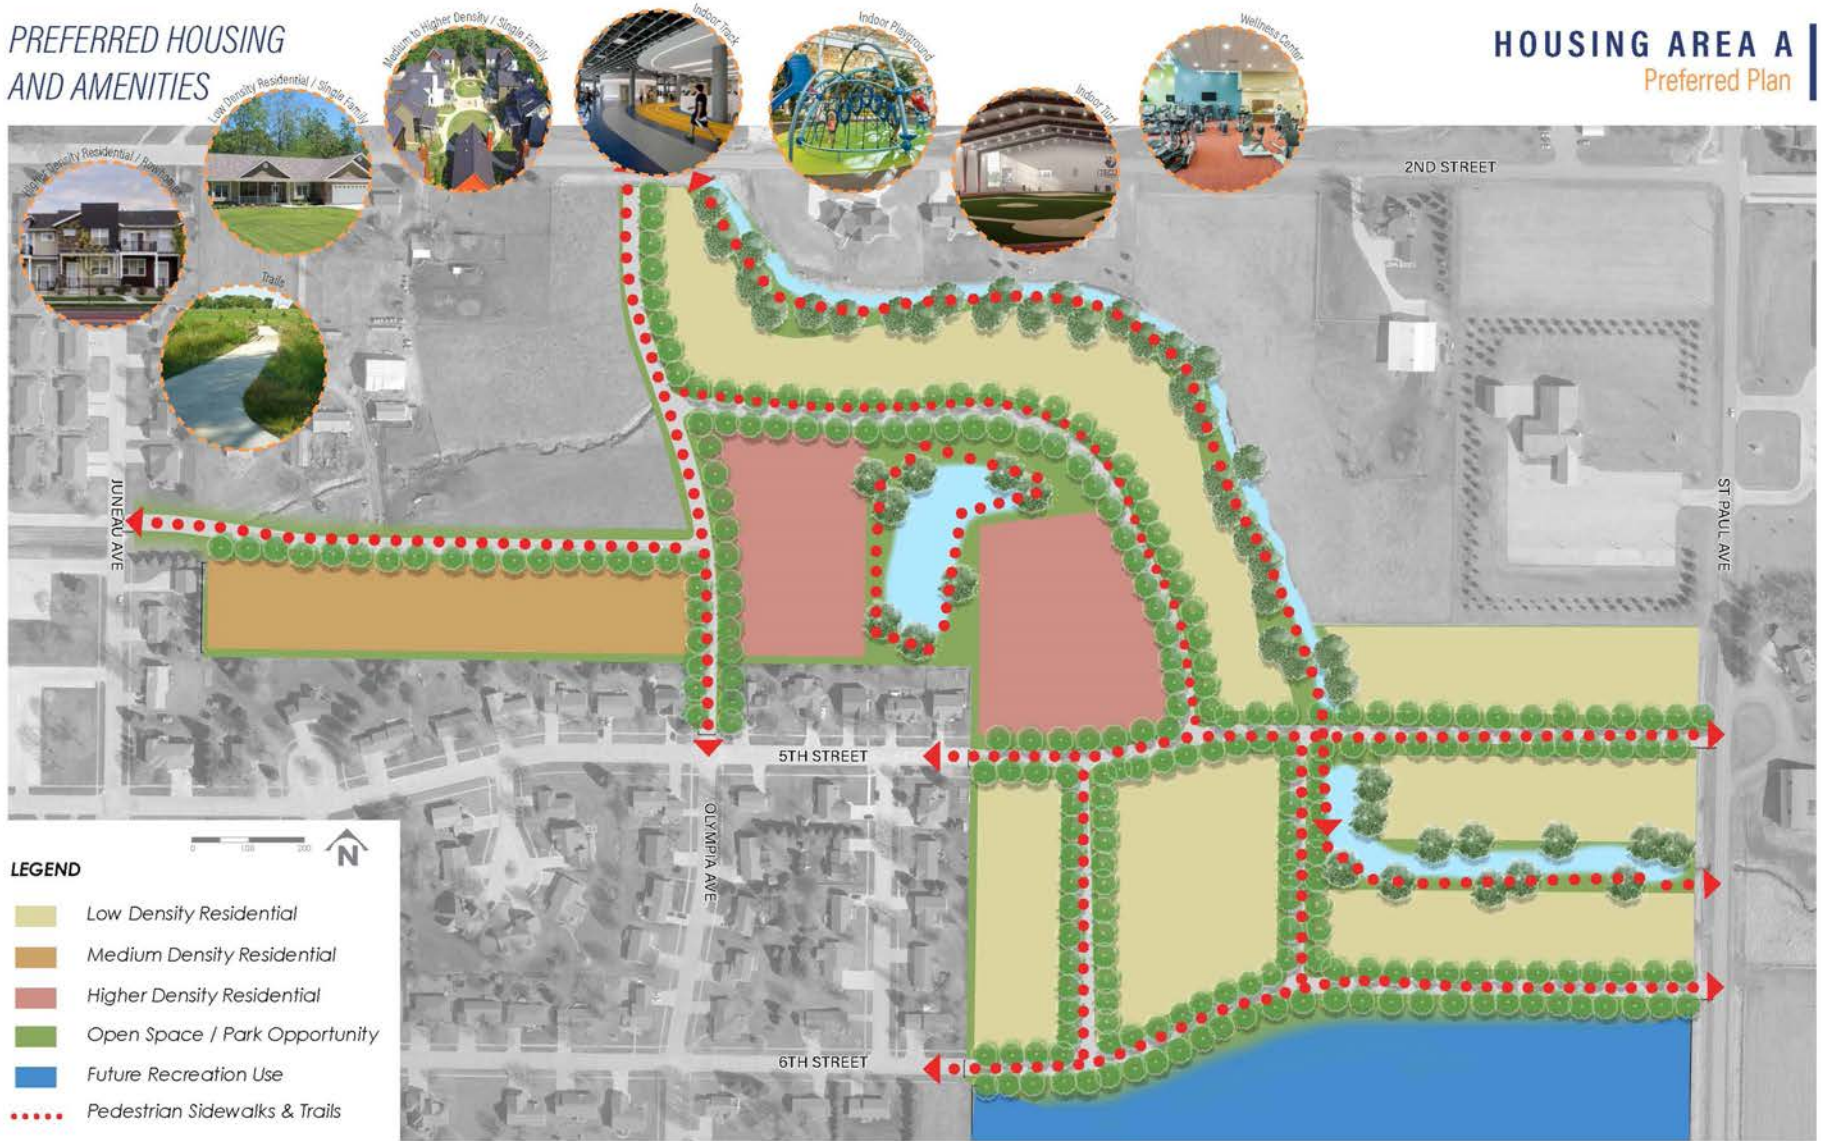 PREFERRED HOUSING
AND AMENITIES
HOUSING AREA A
Preferred Plan
Higher Density Residential / Rowhomes
Low Density Residential / Single Family
Medium to Higher Density / Single Family
Indoor Track
Indoor Playground
Indoor Turf
Wellness Center
Trails
2ND STREET
JUNEAU AVE
ST PAUL AVE
5TH STREET
OLYMPIA AVE
6TH STREET
0 100 200
N
LEGEND
Low Density Residential
Medium Density Residential
Higher Density Residential
Open Space / Park Opportunity
Future Recreation Use
Pedestrian Sidewalks & Trails